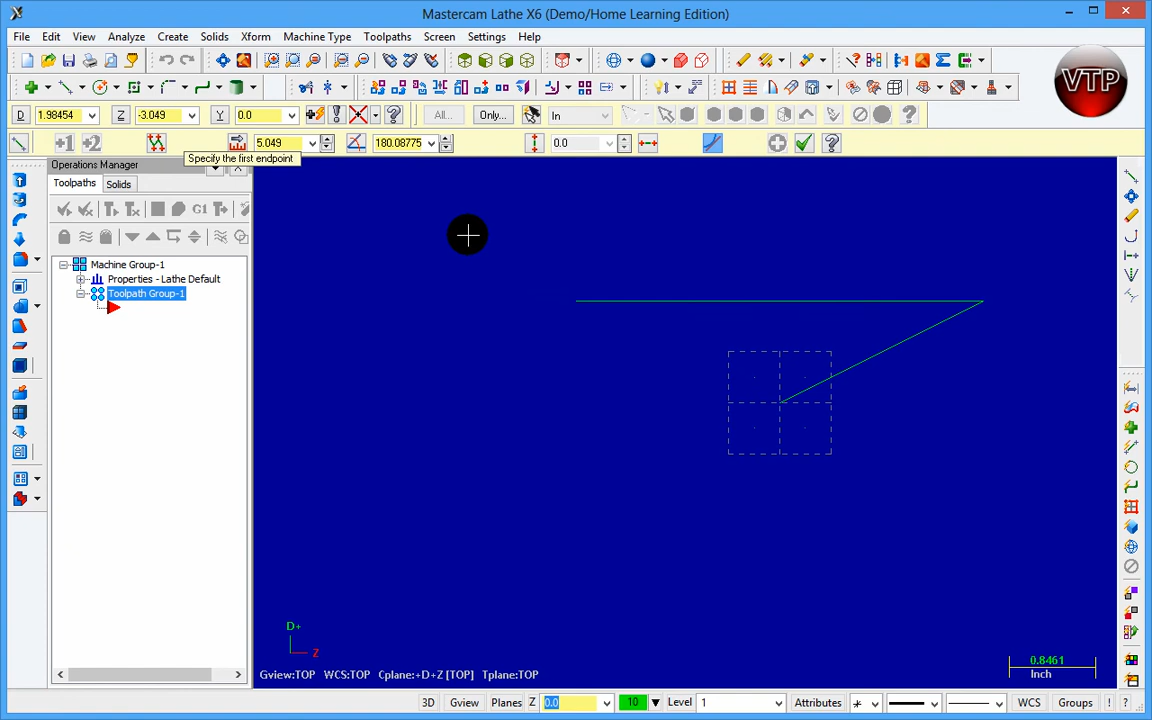 Mastercam Lathe X6 (Demo/Home Learning Edition)
File Edit View Analyze Create Solids Xform Machine Type Toolpaths Screen Settings Help
VTP
D 1.98454 Z -3.049 Y 0.0 All... Only... In
+1 +2 5.049 180.08775 0.0
Specify the first endpoint
Operations Manager
Toolpaths Solids
G1
Machine Group-1
Properties - Lathe Default
Toolpath Group-1
D+
Z
0.8461
Inch
Gview:TOP WCS:TOP Cplane:+D+Z [TOP] Tplane:TOP
3D Gview Planes Z 0.0 10 Level 1 Attributes WCS Groups ! ?